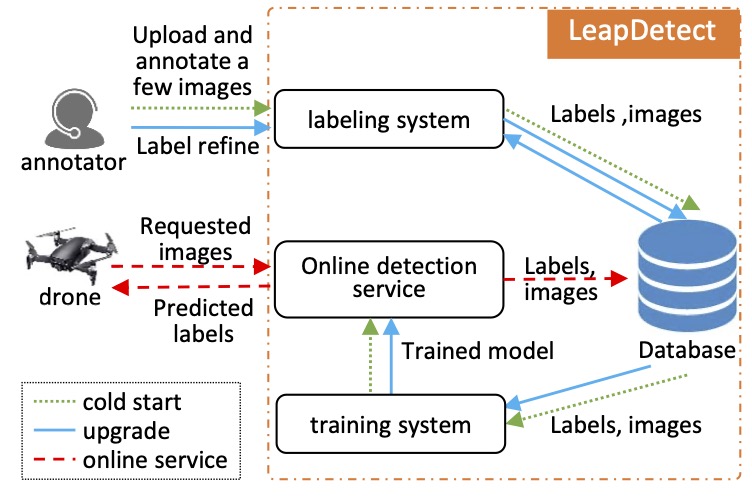 LeapDetect
Upload and
annotate a
few images
labeling system
Labels ,images
annotator
Label refine
Requested
images
Online detection
service
Labels,
images
drone
Predicted
labels
Trained model
Database
cold start
upgrade
online service
training system
Labels, images